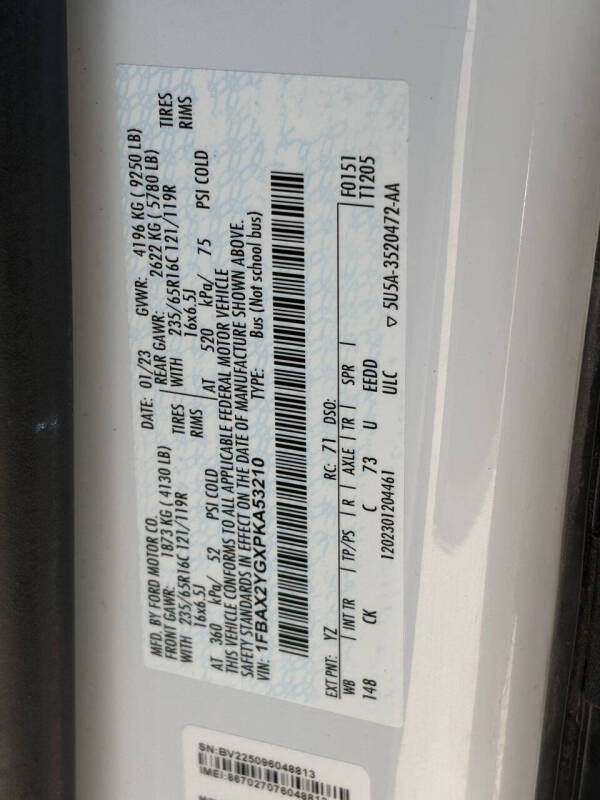 MFD. BY FORD MOTOR CO.
DATE: 01/23
GVWR: 4196 KG ( 9250 LB)
FRONT GAWR: 1873 KG ( 4130 LB)
REAR GAWR: 2622 KG ( 5780 LB)
WITH 235/65R16C 121/119R TIRES
WITH 235/65R16C 121/119R TIRES
16x6.5J RIMS
16x6.5J RIMS
AT 360 kPa/ 52 PSI COLD
AT 520 kPa/ 75 PSI COLD
THIS VEHICLE CONFORMS TO ALL APPLICABLE FEDERAL MOTOR VEHICLE
SAFETY STANDARDS IN EFFECT ON THE DATE OF MANUFACTURE SHOWN ABOVE.
VIN: 1FBAX2YGXPKA53210
TYPE: Bus (Not school bus)
EXT PNT: YZ RC: 71 DSO: F0151
WB INT TR TP/PS R AXLE TR SPR T1205
148 CK C 73 U EEDD
1202301204461 ULC ▽ 5U5A-3520472-AA
SN:BV225096048813